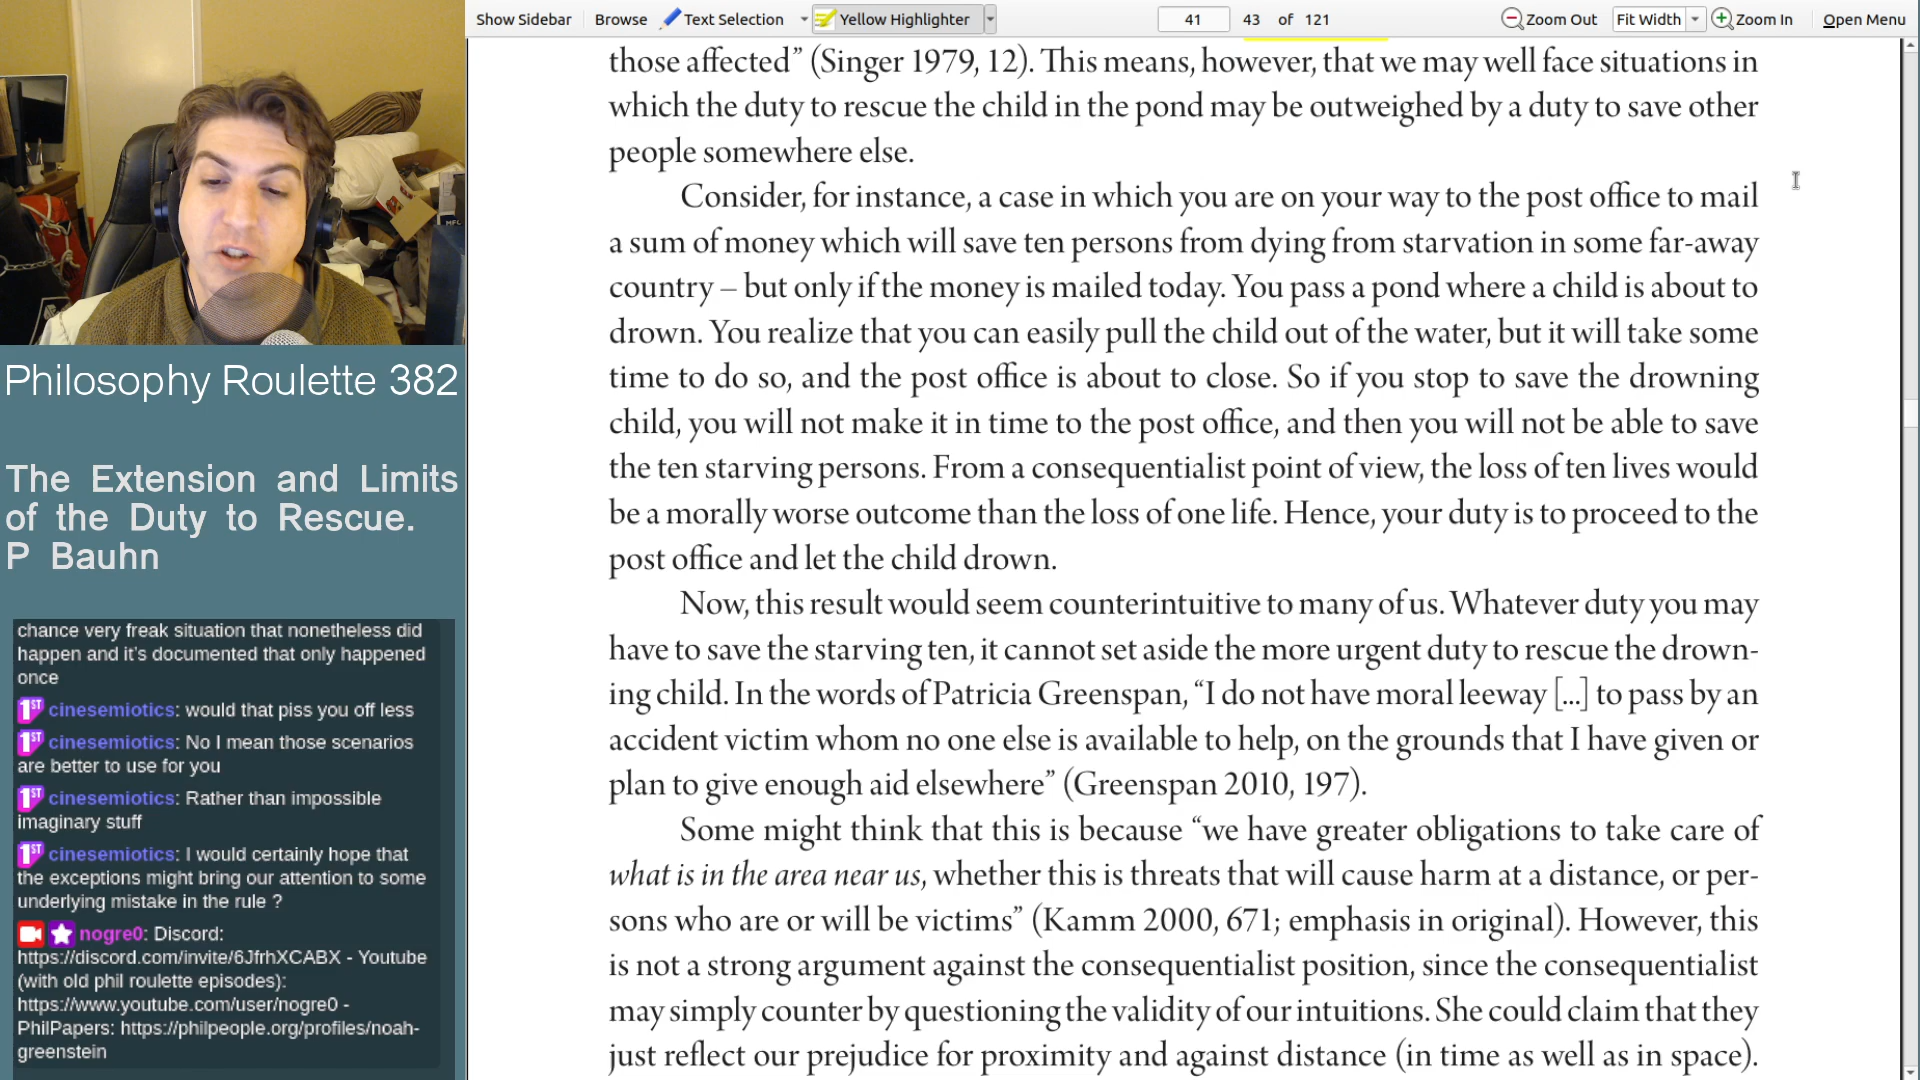 Show Sidebar Browse Text Selection Yellow Highlighter 41 43 of 121 Zoom Out Fit Width Zoom In Open Menu
those affected” (Singer 1979, 12). This means, however, that we may well face situations in
which the duty to rescue the child in the pond may be outweighed by a duty to save other
people somewhere else.
Consider, for instance, a case in which you are on your way to the post office to mail
a sum of money which will save ten persons from dying from starvation in some far-away
country – but only if the money is mailed today. You pass a pond where a child is about to
drown. You realize that you can easily pull the child out of the water, but it will take some
time to do so, and the post office is about to close. So if you stop to save the drowning
child, you will not make it in time to the post office, and then you will not be able to save
the ten starving persons. From a consequentialist point of view, the loss of ten lives would
be a morally worse outcome than the loss of one life. Hence, your duty is to proceed to the
post office and let the child drown.
Now, this result would seem counterintuitive to many of us. Whatever duty you may
have to save the starving ten, it cannot set aside the more urgent duty to rescue the drown-
ing child. In the words of Patricia Greenspan, “I do not have moral leeway [...] to pass by an
accident victim whom no one else is available to help, on the grounds that I have given or
plan to give enough aid elsewhere” (Greenspan 2010, 197).
Some might think that this is because “we have greater obligations to take care of
what is in the area near us, whether this is threats that will cause harm at a distance, or per-
sons who are or will be victims” (Kamm 2000, 671; emphasis in original). However, this
is not a strong argument against the consequentialist position, since the consequentialist
may simply counter by questioning the validity of our intuitions. She could claim that they
just reflect our prejudice for proximity and against distance (in time as well as in space).
Philosophy Roulette 382
The Extension and Limits
of the Duty to Rescue.
P Bauhn
chance very freak situation that nonetheless did
happen and it's documented that only happened
once
1ST cinesemiotics: would that piss you off less
1ST cinesemiotics: No I mean those scenarios
are better to use for you
1ST cinesemiotics: Rather than impossible
imaginary stuff
1ST cinesemiotics: I would certainly hope that
the exceptions might bring our attention to some
underlying mistake in the rule ?
nogre0: Discord:
https://discord.com/invite/6JfrhXCABX - Youtube
(with old phil roulette episodes):
https://www.youtube.com/user/nogre0 -
PhilPapers: https://philpeople.org/profiles/noah-
greenstein